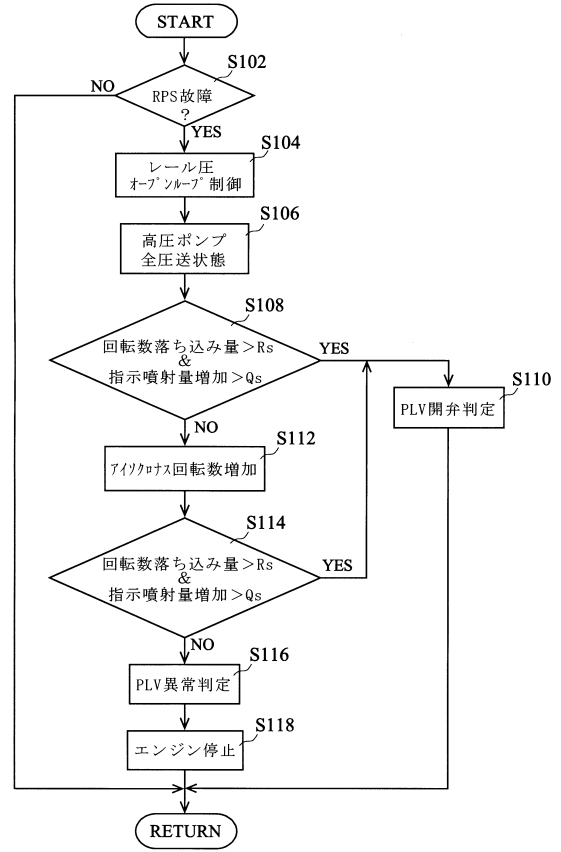 START
S102
NO
RPS故障
?
YES
S104
レール圧
ｵｰﾌﾟﾝﾙｰﾌﾟ制御
S106
高圧ポンプ
全圧送状態
S108
回転数落ち込み量>Rs
&
指示噴射量増加>Qs
YES
S110
PLV開弁判定
NO
S112
ｱｲｿｸﾛﾅｽ回転数増加
S114
回転数落ち込み量>Rs
&
指示噴射量増加>Qs
YES
NO
S116
PLV異常判定
S118
エンジン停止
RETURN